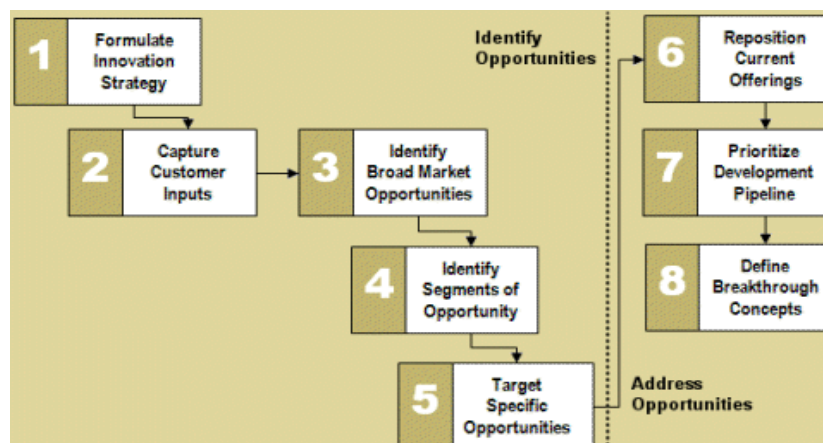 1
Formulate
Innovation
Strategy
2
Capture
Customer
Inputs
3
Identify
Broad Market
Opportunities
4
Identify
Segments of
Opportunity
5
Target
Specific
Opportunities
Identify
Opportunities
Address
Opportunities
6
Reposition
Current
Offerings
7
Prioritize
Development
Pipeline
8
Define
Breakthrough
Concepts